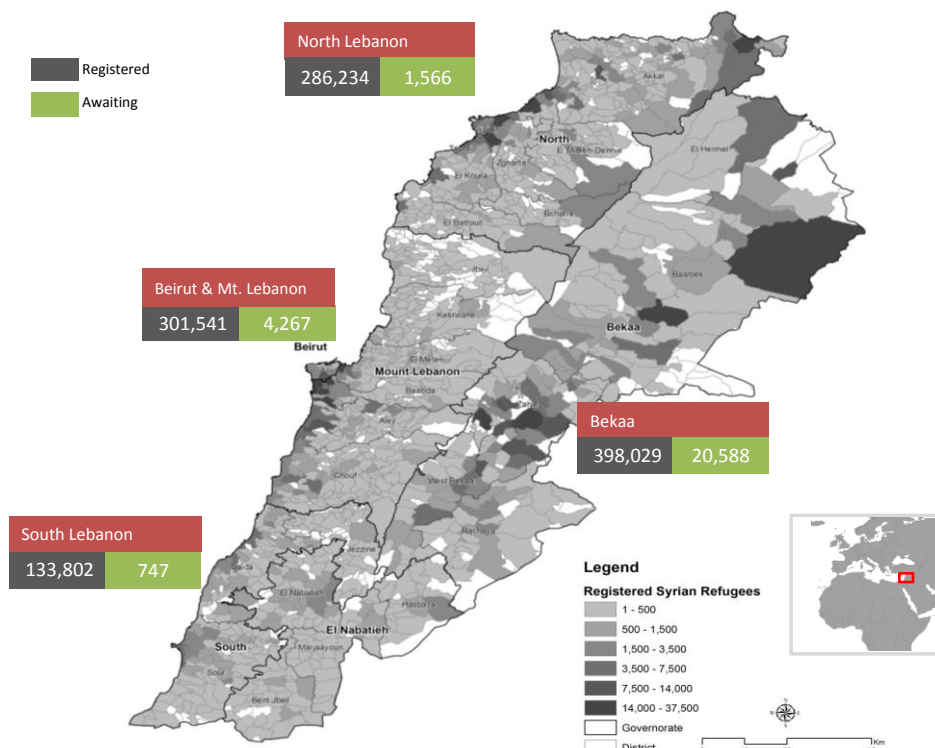 North Lebanon
286,234 1,566
Registered
Awaiting
Akkar
North
El Minieh-Dennie
El Hermel
Zgharta
El Koura
Bcharre
El Batroun
Jbeil
Baalbek
Beirut & Mt. Lebanon
301,541 4,267
Kesrwane
Bekaa
Beirut
El Meten
Mount Lebanon
Baabda
Aley
Bekaa
398,029 20,588
Chouf
West Bekaa
Rachaya
South Lebanon
133,802 747
Jezzine
Saida
El Nabatieh
Hasbaya
El Nabatieh
South
Marjaayoun
Sour
Bent Jbeil
Legend
Registered Syrian Refugees
1 - 500
500 - 1,500
1,500 - 3,500
3,500 - 7,500
7,500 - 14,000
14,000 - 37,500
Governorate
District
Km